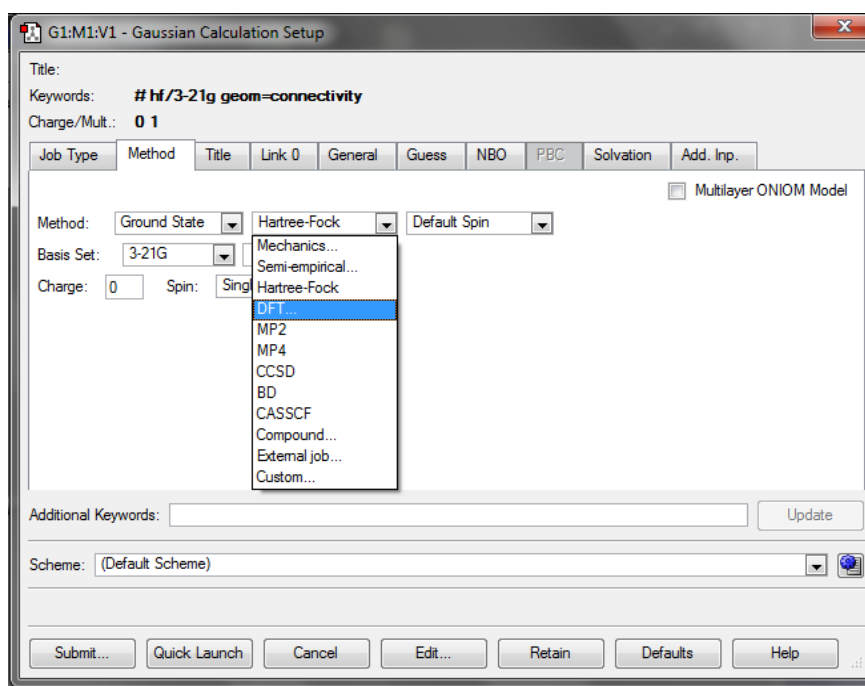 G1:M1:V1 - Gaussian Calculation Setup
Title:
Keywords: # hf/3-21g geom=connectivity
Charge/Mult.: 0 1
Job Type Method Title Link 0 General Guess NBO PBC Solvation Add. Inp.
Multilayer ONIOM Model
Method: Ground State Hartree-Fock Default Spin
Basis Set: 3-21G
Charge: 0 Spin: Singl
Mechanics...
Semi-empirical...
Hartree-Fock
DFT...
MP2
MP4
CCSD
BD
CASSCF
Compound...
External job...
Custom...
Additional Keywords: Update
Scheme: (Default Scheme)
Submit... Quick Launch Cancel Edit... Retain Defaults Help